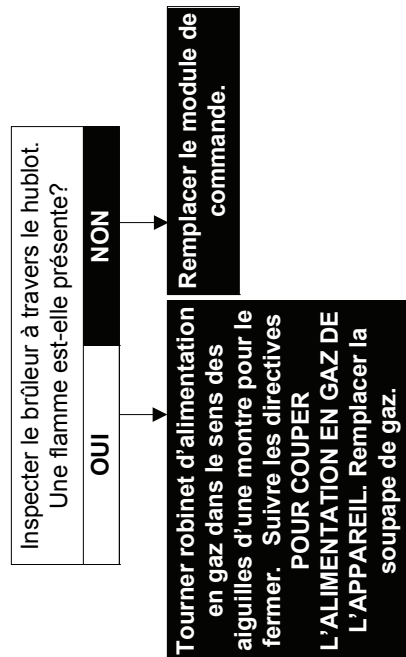 Inspecter le brûleur à travers le hublot.
Une flamme est-elle présente?
OUI
NON
Tourner robinet d'alimentation
en gaz dans le sens des
aiguilles d'une montre pour le
fermer. Suivre les directives
POUR COUPER
L'ALIMENTATION EN GAZ DE
L'APPAREIL. Remplacer la
soupape de gaz.
Remplacer le module de
commande.